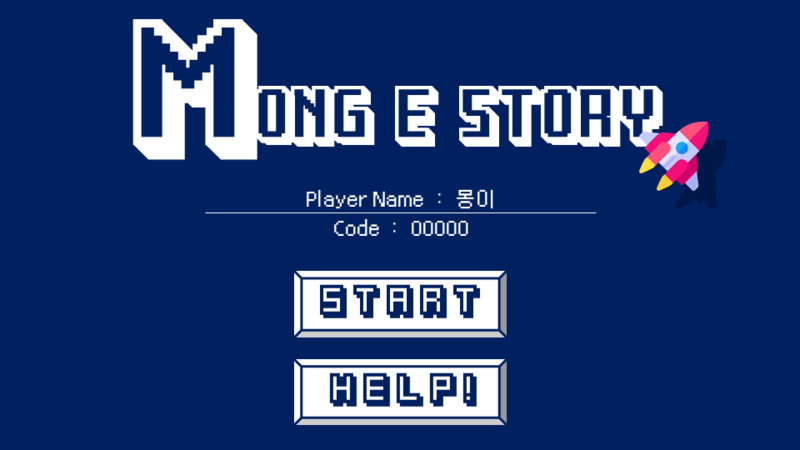 MONG E STORY
Player Name : 몽이
Code : 00000
START
HELP!